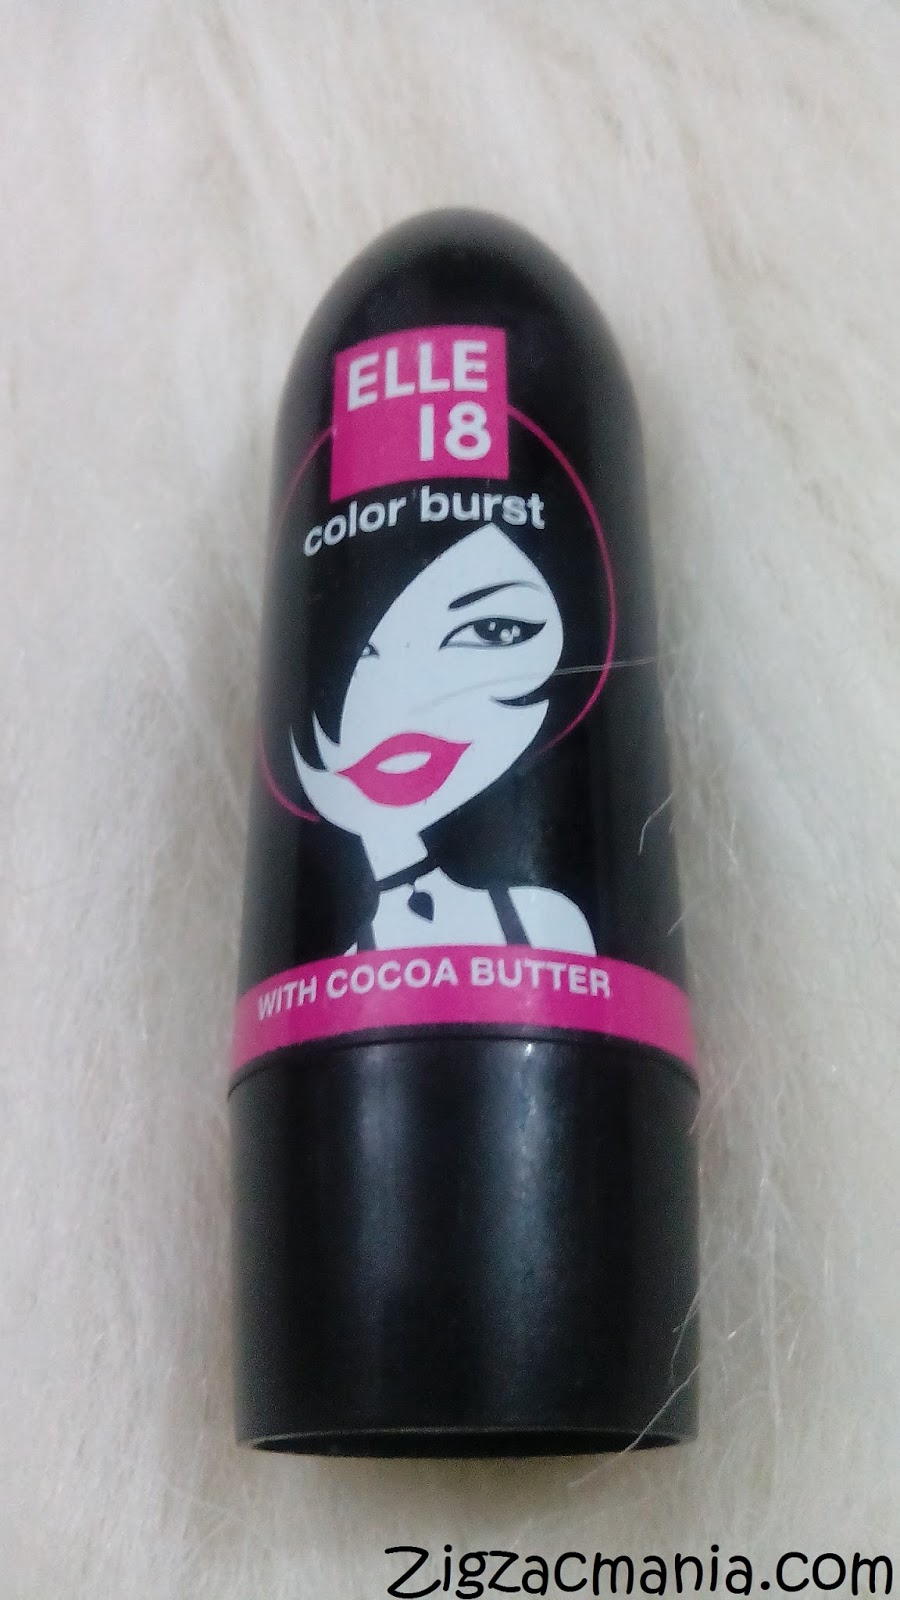 ELLE
18
color burst
WITH COCOA BUTTER
Zigzacmania.com